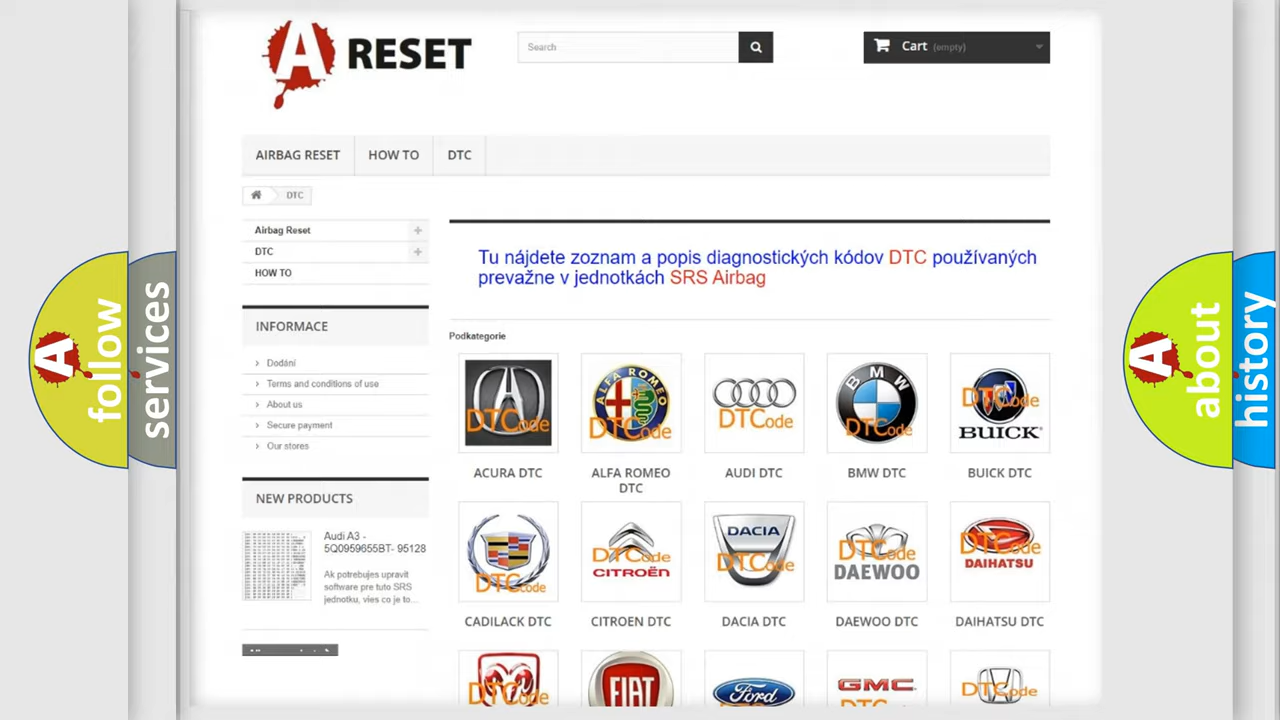 A RESET
Search
Cart (empty)
AIRBAG RESET
HOW TO
DTC
DTC
Airbag Reset
DTC
HOW TO
INFORMACE
Dodání
Terms and conditions of use
About us
Secure payment
Our stores
NEW PRODUCTS
Audi A3 -
5Q0959655BT- 95128
Ak potrebujes upravit
software pre tuto SRS
jednotku, vies co je to...
Tu nájdete zoznam a popis diagnostických kódov DTC používaných
prevažne v jednotkách SRS Airbag
Podkategorie
DTCode
ALFA ROMEO
DTCode
DTCode
BMW
DTCode
DTCode
BUICK
ACURA DTC
ALFA ROMEO
DTC
AUDI DTC
BMW DTC
BUICK DTC
DTCode
DTCode
CITROËN
DACIA
DTCode
DTCode
DAEWOO
DTCode
DAIHATSU
CADILACK DTC
CITROEN DTC
DACIA DTC
DAEWOO DTC
DAIHATSU DTC
DTCode
FIAT
Ford
GMC
DTCode
A follow
services
A about
history